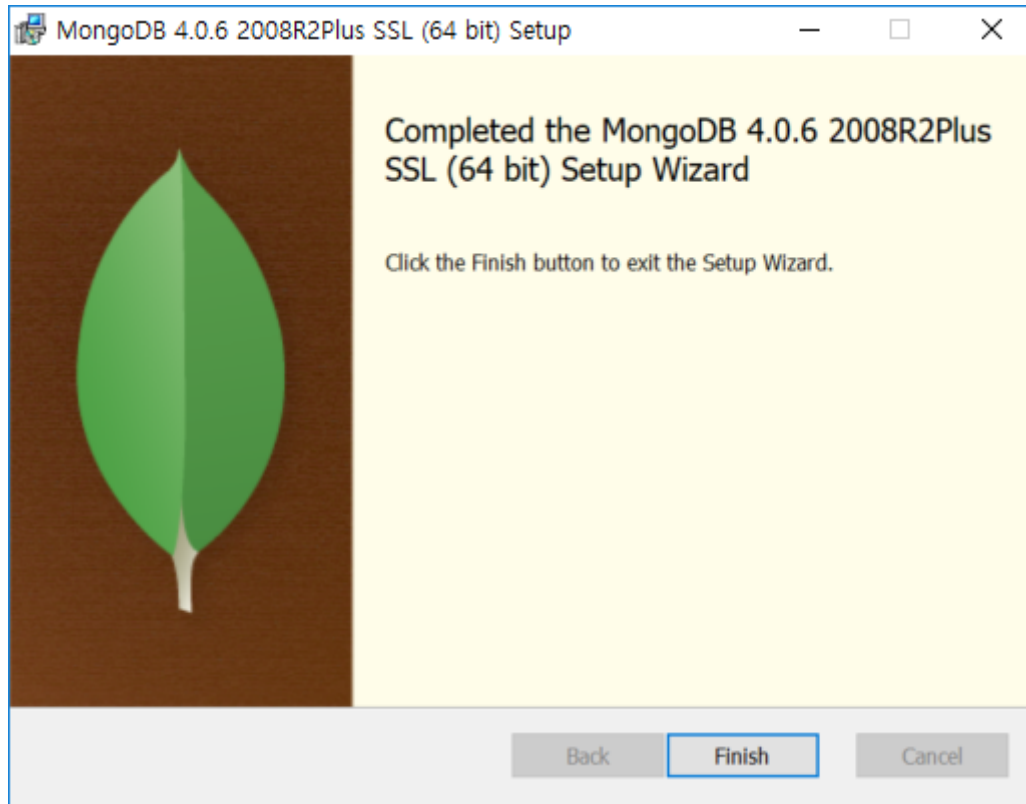 MongoDB 4.0.6 2008R2Plus SSL (64 bit) Setup
Completed the MongoDB 4.0.6 2008R2Plus
SSL (64 bit) Setup Wizard
Click the Finish button to exit the Setup Wizard.
Back
Finish
Cancel